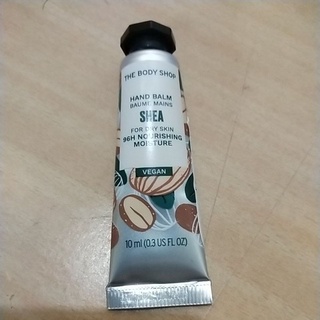 THE BODY SHOP
HAND BALM
BAUME MAINS
SHEA
FOR DRY SKIN
96H NOURISHING
MOISTURE
VEGAN
10 ml (0.3 US FL OZ)